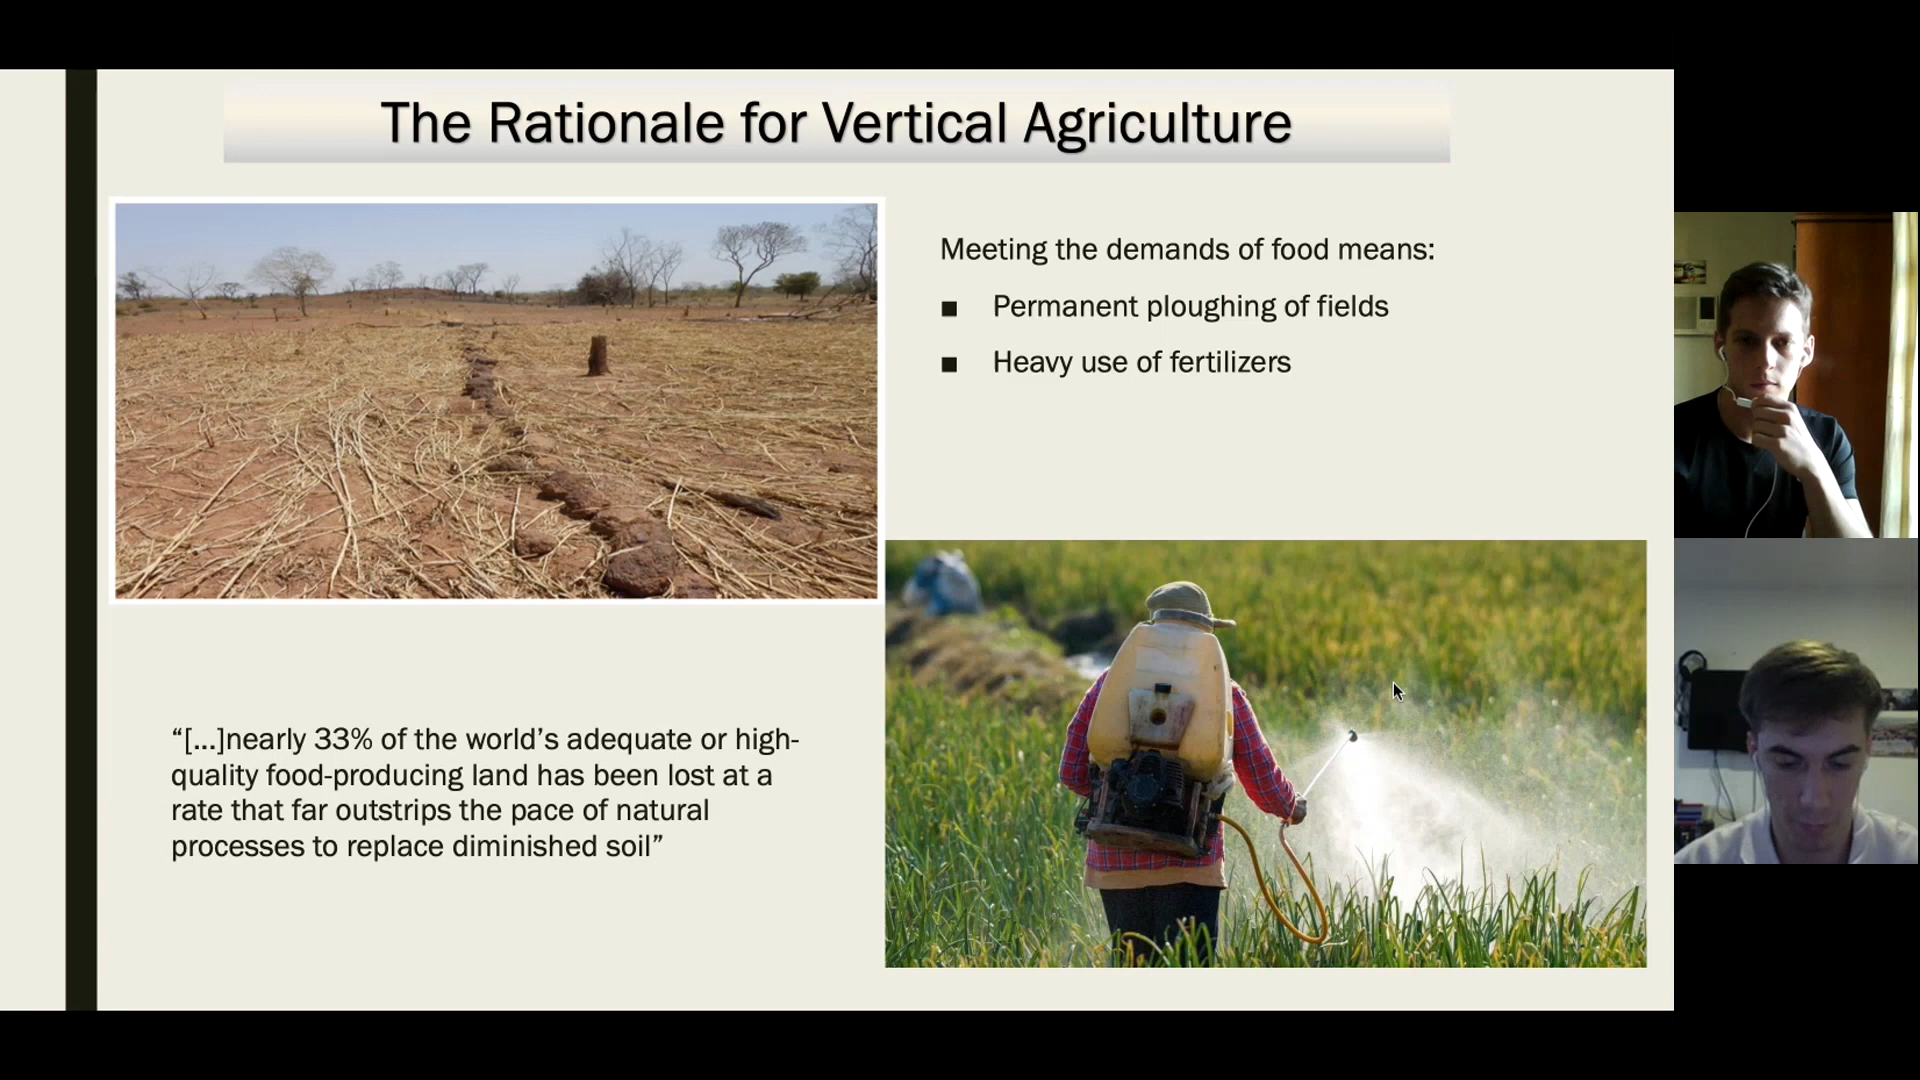 The Rationale for Vertical Agriculture
Meeting the demands of food means:
■ Permanent ploughing of fields
■ Heavy use of fertilizers
“[...]nearly 33% of the world’s adequate or high-
quality food-producing land has been lost at a
rate that far outstrips the pace of natural
processes to replace diminished soil”